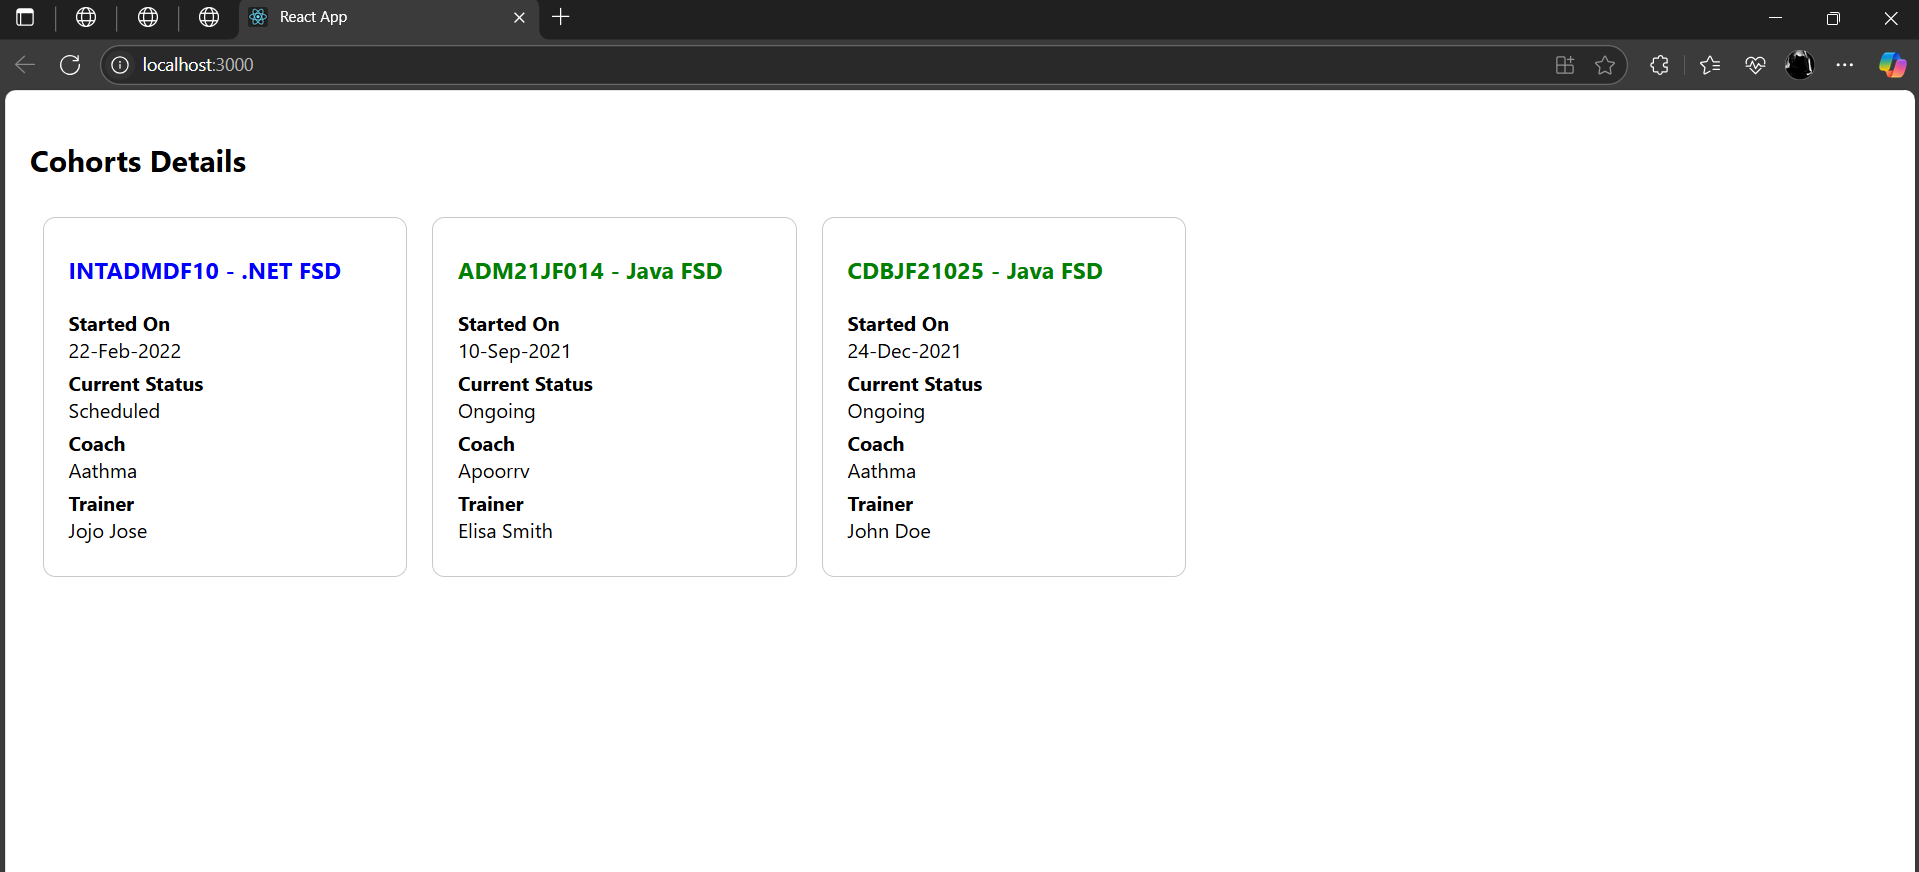 React App
localhost:3000
Cohorts Details
INTADMDF10 - .NET FSD
Started On
22-Feb-2022
Current Status
Scheduled
Coach
Aathma
Trainer
Jojo Jose
ADM21JF014 - Java FSD
Started On
10-Sep-2021
Current Status
Ongoing
Coach
Apoorrv
Trainer
Elisa Smith
CDBJF21025 - Java FSD
Started On
24-Dec-2021
Current Status
Ongoing
Coach
Aathma
Trainer
John Doe